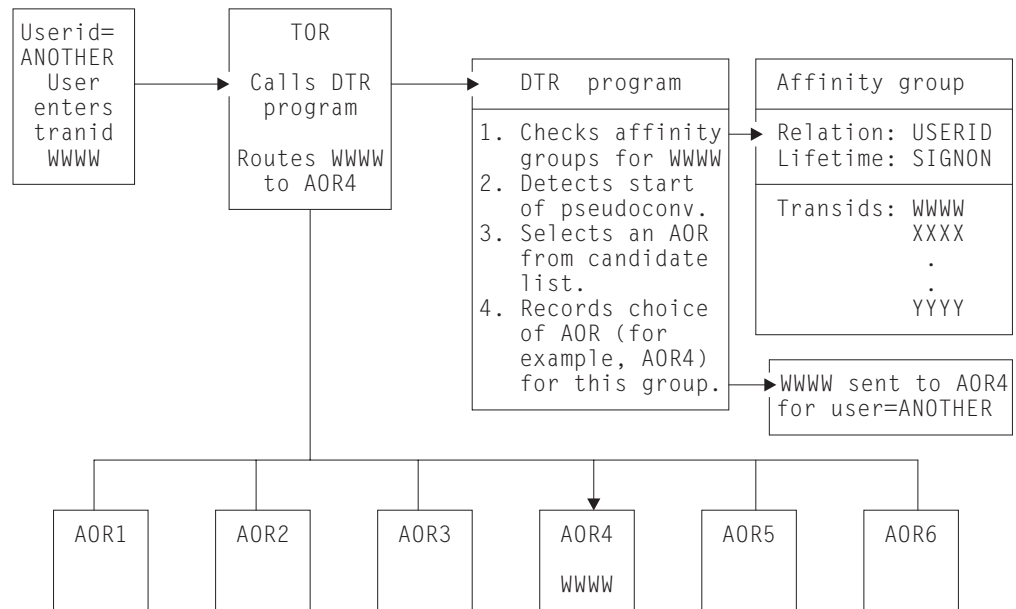 Userid=
ANOTHER
User
enters
tranid
WWWW
TOR
Calls DTR
program
Routes WWWW
to AOR4
DTR program
1. Checks affinity
groups for WWWW
2. Detects start
of pseudoconv.
3. Selects an AOR
from candidate
list.
4. Records choice
of AOR (for
example, AOR4)
for this group.
Affinity group
Relation: USERID
Lifetime: SIGNON
Transids: WWWW
XXXX
.
.
YYYY
WWWW sent to AOR4
for user=ANOTHER
AOR1
AOR2
AOR3
AOR4
WWWW
AOR5
AOR6